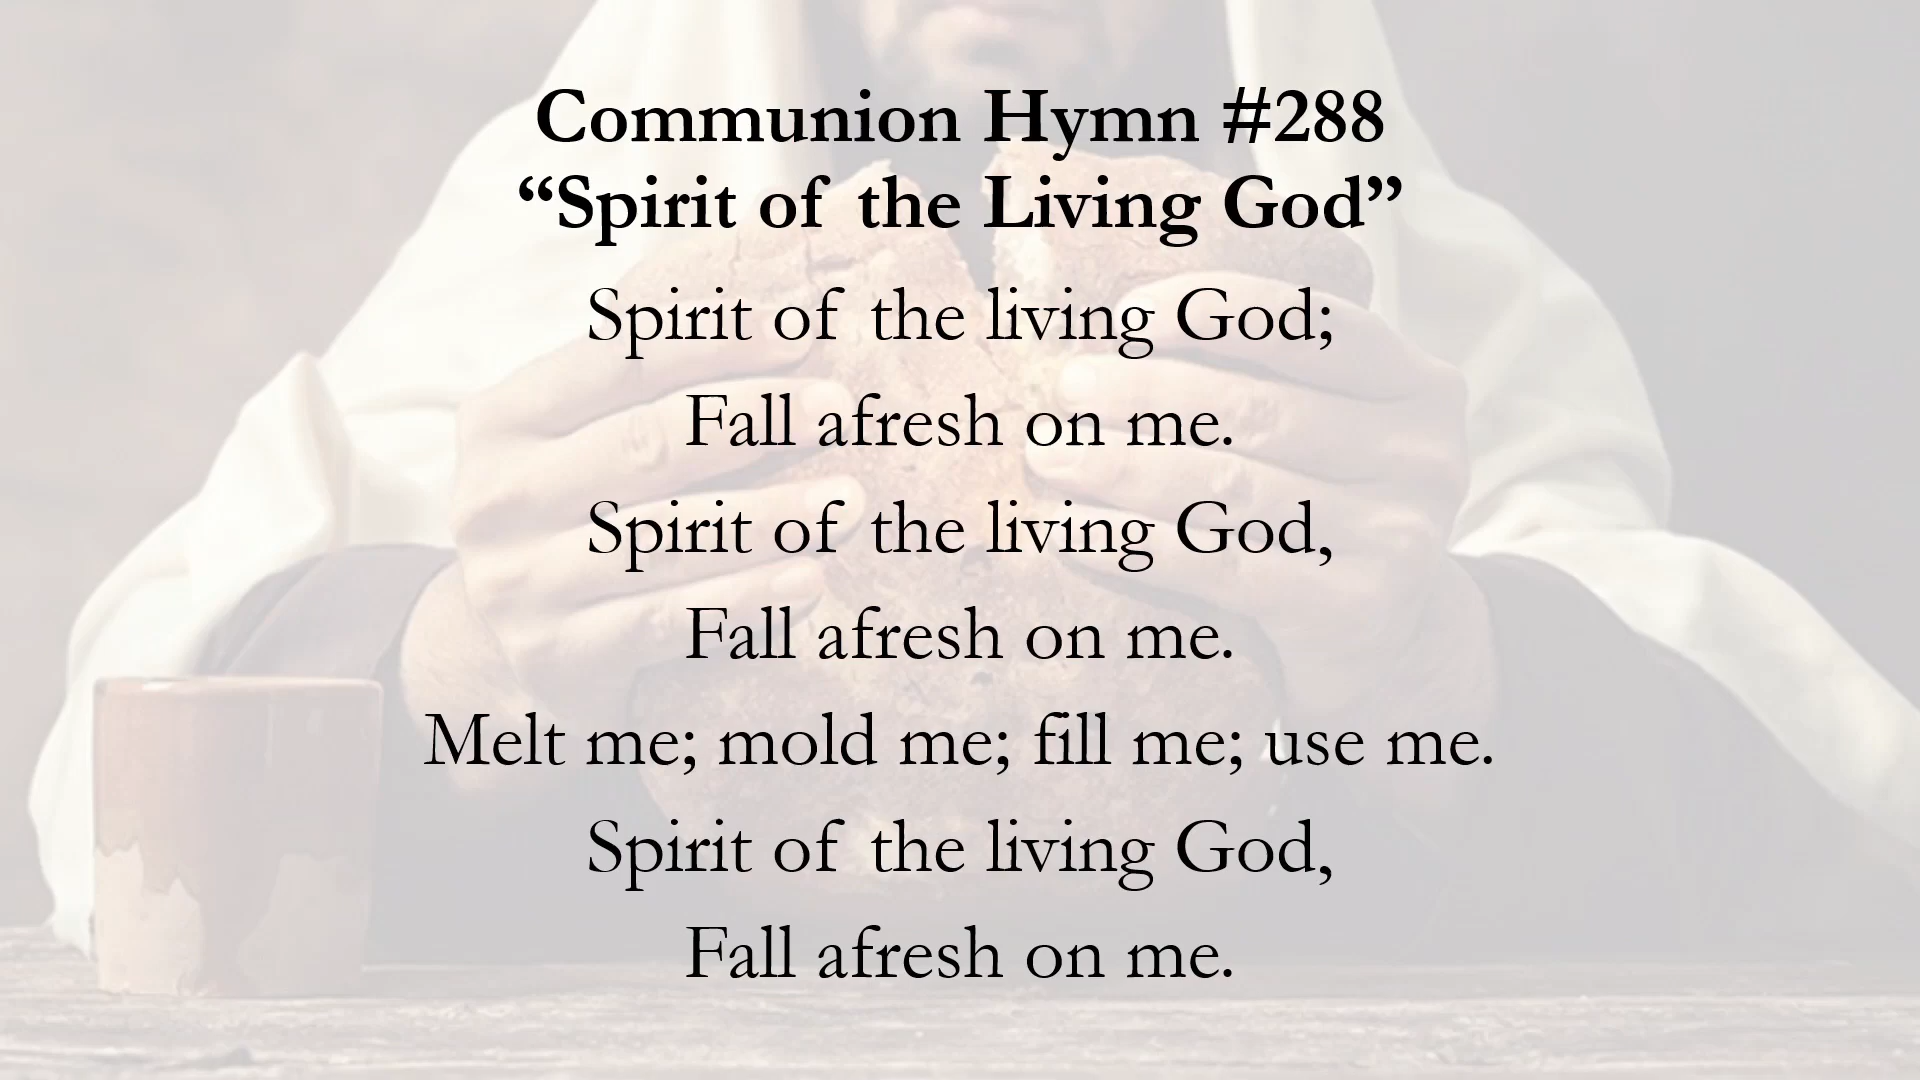 Communion Hymn #288
“Spirit of the Living God”
Spirit of the living God;
Fall afresh on me.
Spirit of the living God,
Fall afresh on me.
Melt me; mold me; fill me; use me.
Spirit of the living God,
Fall afresh on me.